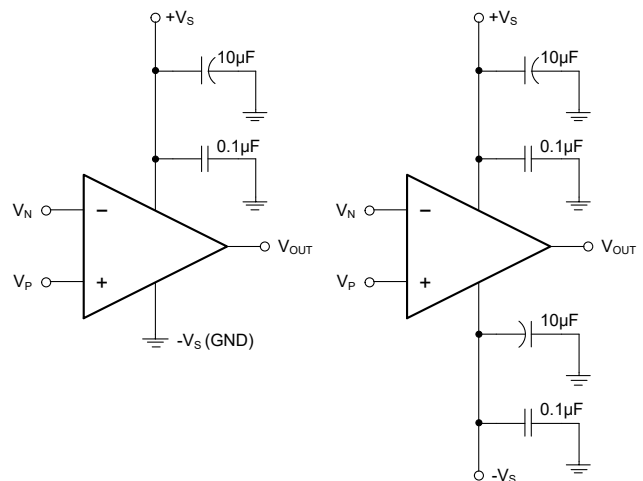 +VS
10µF
0.1µF
VN
−
VP
+
VOUT
-VS (GND)
+VS
10µF
0.1µF
VN
−
VP
+
VOUT
10µF
0.1µF
-VS